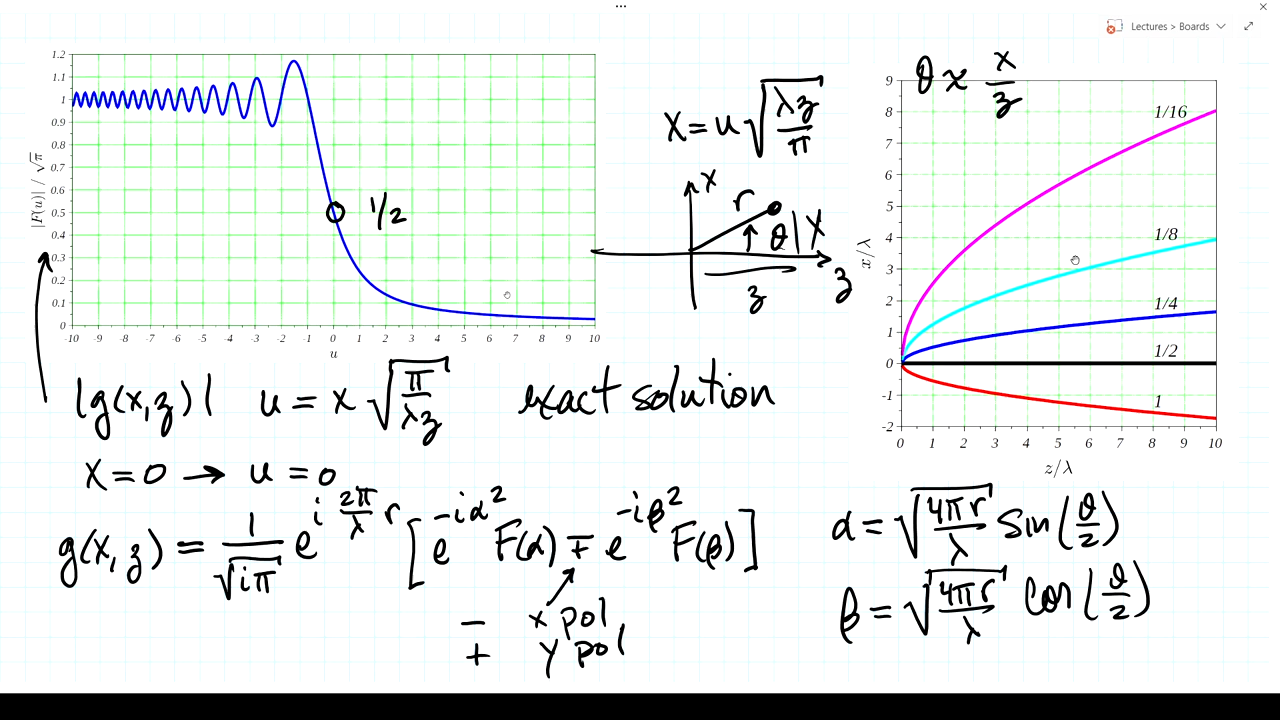 ...
Lectures > Boards
1.2
1.1
1
0.9
0.8
0.7
0.6
0.5
0.4
0.3
0.2
0.1
0
-10 -9 -8 -7 -6 -5 -4 -3 -2 -1 0 1 2 3 4 5 6 7 8 9 10
u
|F(u)| / √π
1/2
x = u √(λz/π)
x
r
θ
x
z
z
θ ≈ x/z
9
8
7
6
5
4
3
2
1
0
-1
-2
x/λ
1/16
1/8
1/4
1/2
1
0 1 2 3 4 5 6 7 8 9 10
z/λ
|g(x,z)| u = x √(π/λz) exact solution
x = 0 → u = 0
g(x,z) = 1/√(iπ) e^(i 2π/λ r) [e^(-iα²) F(α) ∓ e^(-iβ²) F(β)]
− x pol
+ y pol
α = √(4πr/λ) sin(θ/2)
β = √(4πr/λ) cos(θ/2)